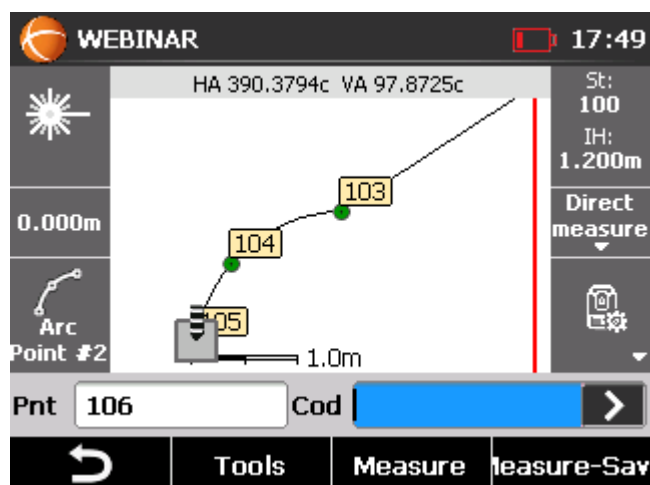 WEBINAR 17:49
HA 390.3794c VA 97.8725c
St:
100
IH:
1.200m
103
0.000m
Direct
measure
104
105
Arc
Point #2
1.0m
Pnt 106 Cod
Tools Measure leasure-Sav